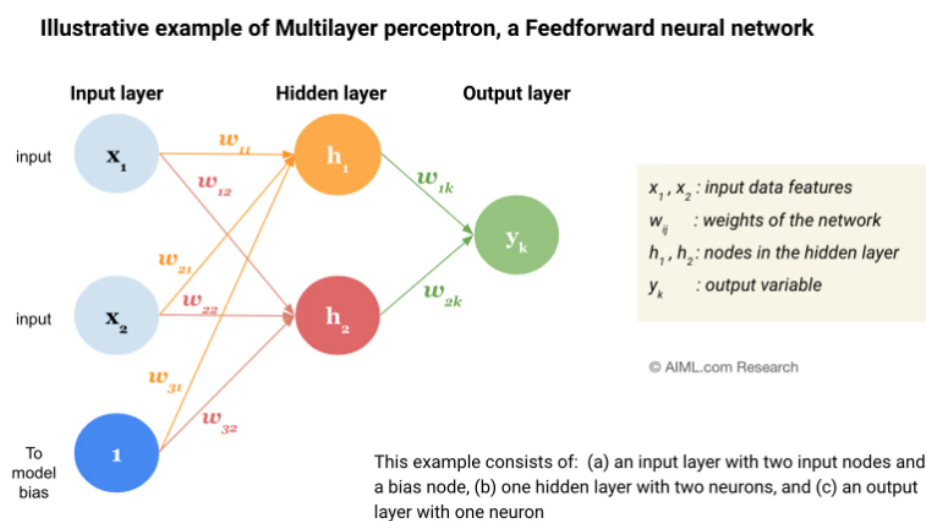 Illustrative example of Multilayer perceptron, a Feedforward neural network
Input layer
Hidden layer
Output layer
input
x₁
w₁₁
h₁
w₁₂
w₁ₖ
x₁ , x₂ : input data features
wᵢⱼ : weights of the network
h₁ , h₂ : nodes in the hidden layer
yₖ : output variable
yₖ
w₂₁
w₂₂
input
x₂
h₂
w₂ₖ
w₃₁
w₃₂
© AIML.com Research
To
model
bias
1
This example consists of: (a) an input layer with two input nodes and
a bias node, (b) one hidden layer with two neurons, and (c) an output
layer with one neuron